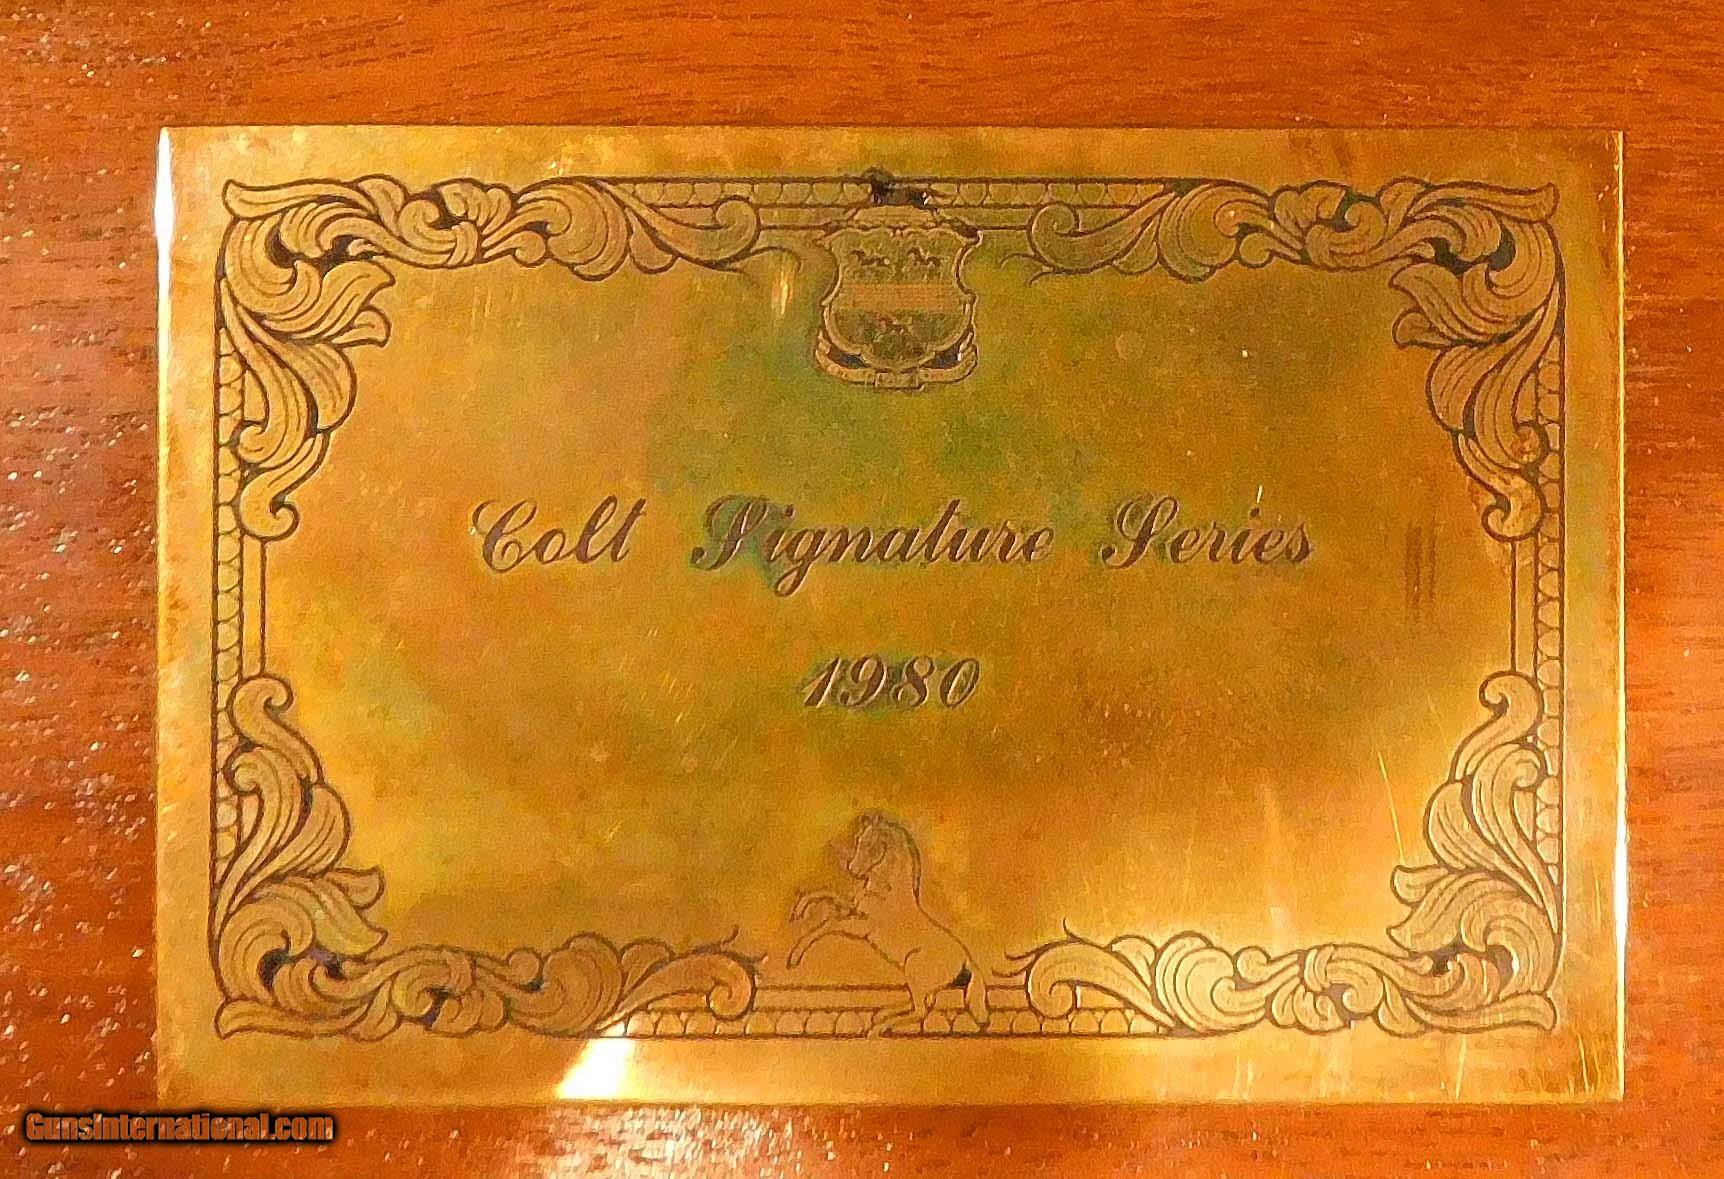 Colt Signature Series
1980
GunsInternational.com